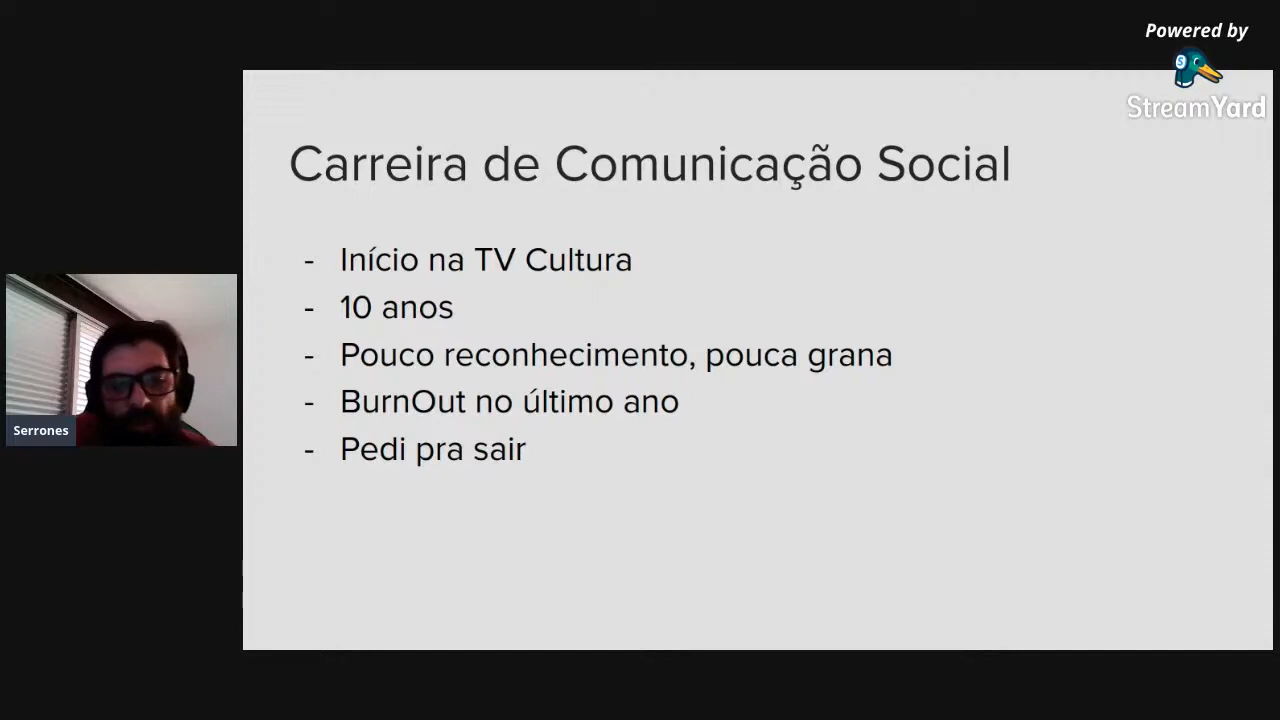 Powered by
StreamYard
Carreira de Comunicação Social
- Início na TV Cultura
- 10 anos
- Pouco reconhecimento, pouca grana
- BurnOut no último ano
- Pedi pra sair
Serrones